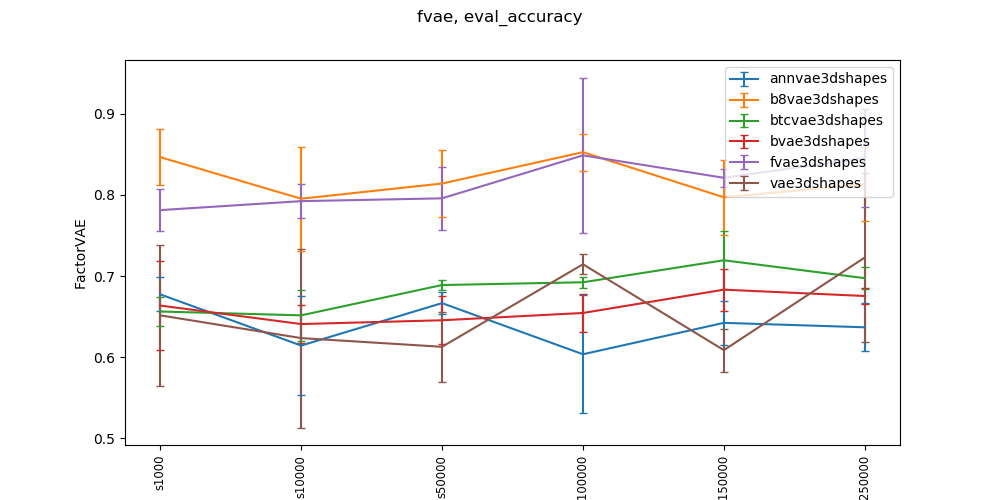 fvae, eval_accuracy
annvae3dshapes
b8vae3dshapes
btcvae3dshapes
bvae3dshapes
fvae3dshapes
vae3dshapes
FactorVAE
0.9
0.8
0.7
0.6
0.5
s1000
s10000
s50000
100000
150000
250000